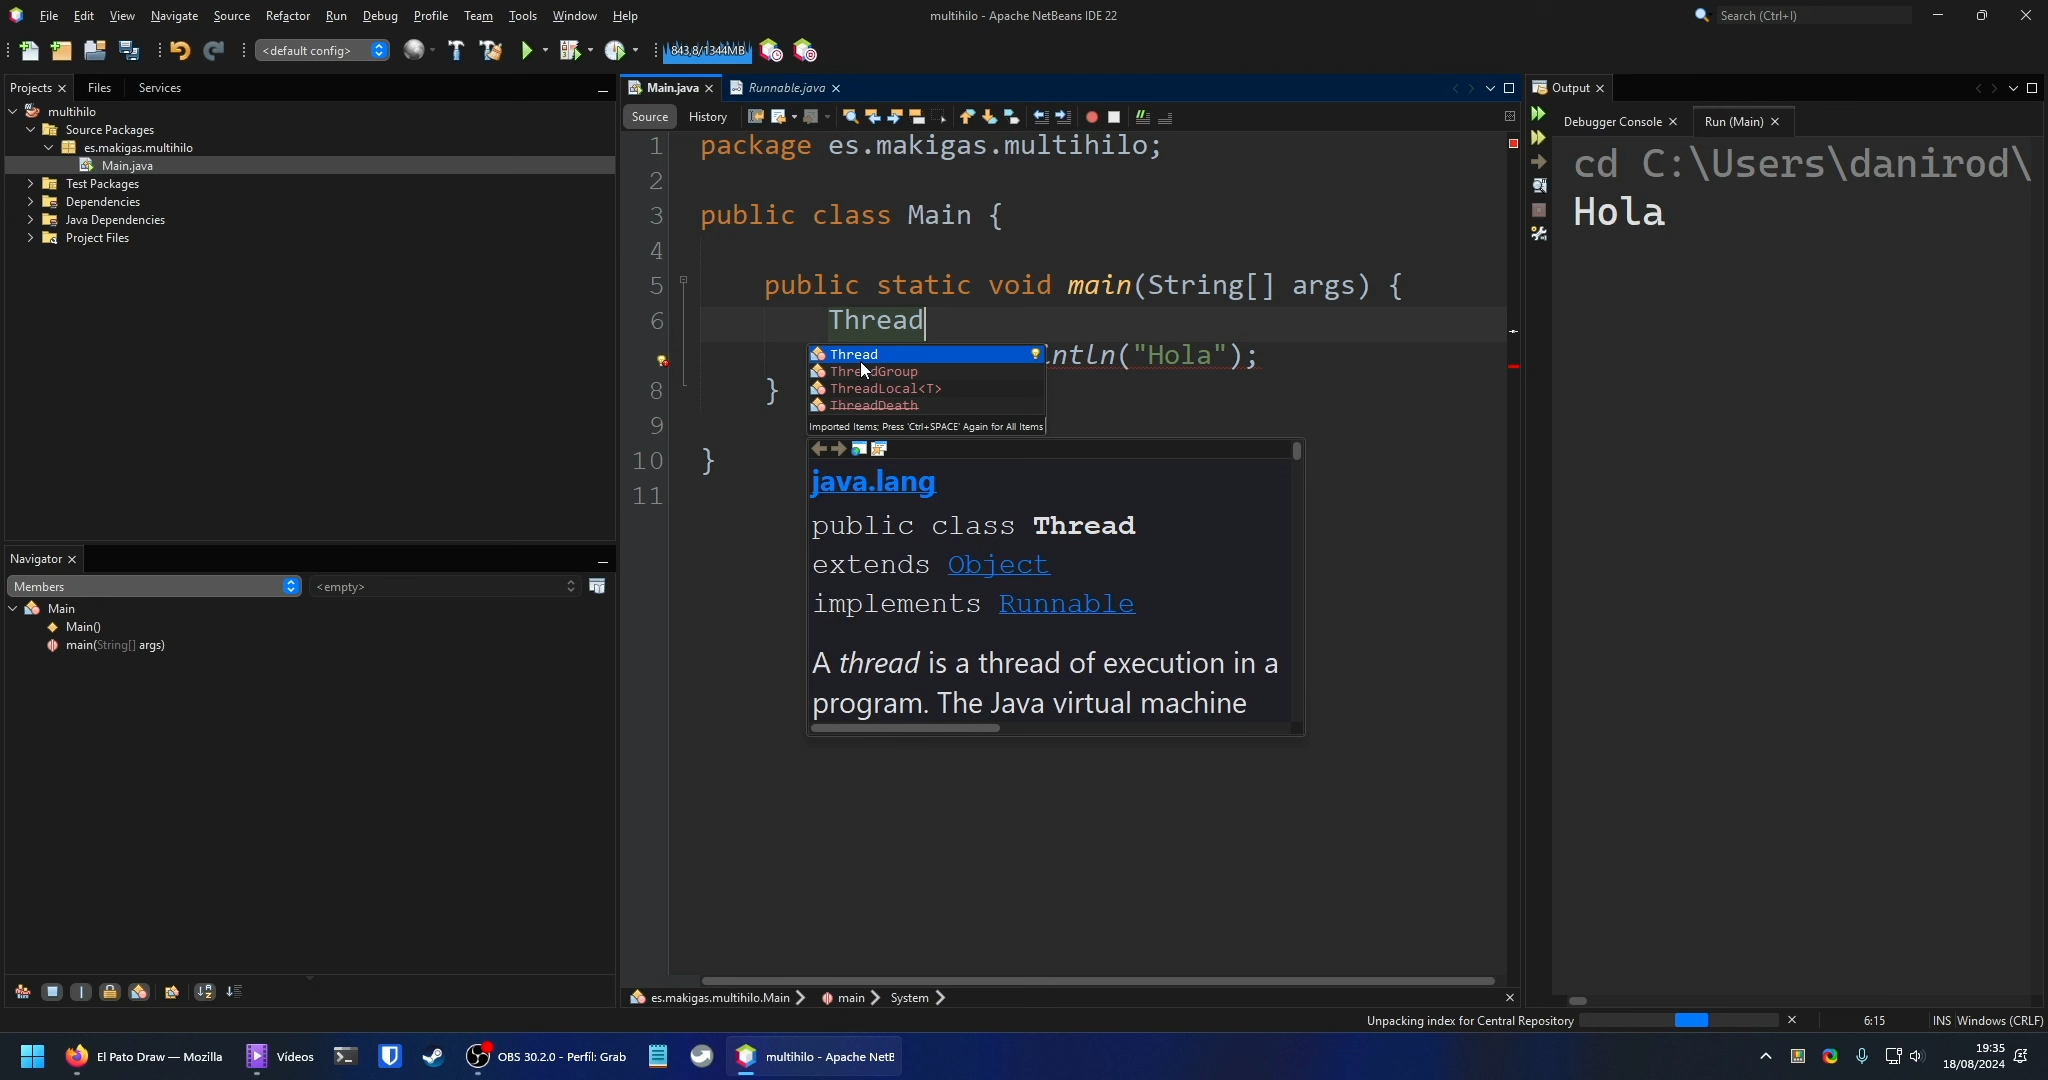 File Edit View Navigate Source Refactor Run Debug Profile Team Tools Window Help
multihilo - Apache NetBeans IDE 22
Search (Ctrl+I)
<default config>
843,8/1344MB
Projects
Files
Services
multihilo
Source Packages
es.makigas.multihilo
Main.java
Test Packages
Dependencies
Java Dependencies
Project Files
Navigator
Members
<empty>
Main
Main()
main(String[] args)
Main.java
Runnable.java
Source
History
1 package es.makigas.multihilo;
2
3 public class Main {
4
5 public static void main(String[] args) {
6 Thread
ntln("Hola");
8 }
9
10 }
11
Thread
ThreadGroup
ThreadLocal<T>
ThreadDeath
Imported Items; Press 'Ctrl+SPACE' Again for All Items
java.lang
public class Thread
extends Object
implements Runnable
A thread is a thread of execution in a
program. The Java virtual machine
es.makigas.multihilo.Main
main
System
Output
Debugger Console
Run (Main)
cd C:\Users\danirod\
Hola
Unpacking index for Central Repository
6:15
INS
Windows (CRLF)
El Pato Draw — Mozilla
Vídeos
OBS 30.2.0 - Perfil: Grab
multihilo - Apache NetB
19:35
18/08/2024